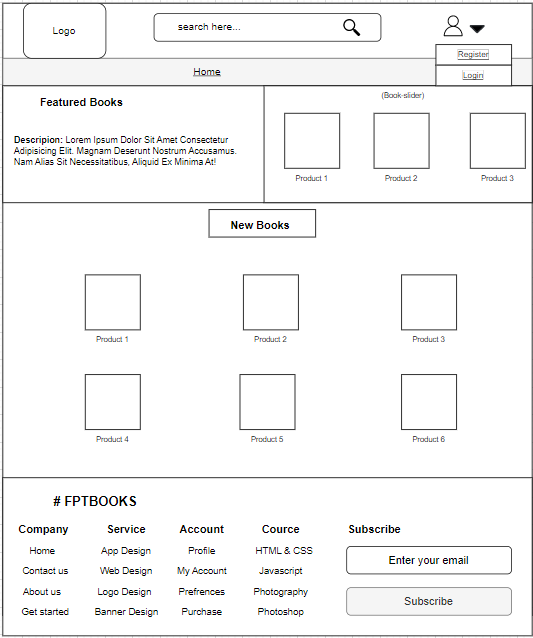 Logo
search here...
Register
Home
Login
Featured Books
(Book-slider)
Descripion: Lorem Ipsum Dolor Sit Amet Consectetur
Adipisicing Elit. Magnam Deserunt Nostrum Accusamus.
Nam Alias Sit Necessitatibus, Aliquid Ex Minima At!
Product 1
Product 2
Product 3
New Books
Product 1
Product 2
Product 3
Product 4
Product 5
Product 6
# FPTBOOKS
Company
Service
Account
Cource
Subscribe
Home
App Design
Profile
HTML & CSS
Enter your email
Contact us
Web Design
My Account
Javascript
About us
Logo Design
Prefrences
Photography
Subscribe
Get started
Banner Design
Purchase
Photoshop